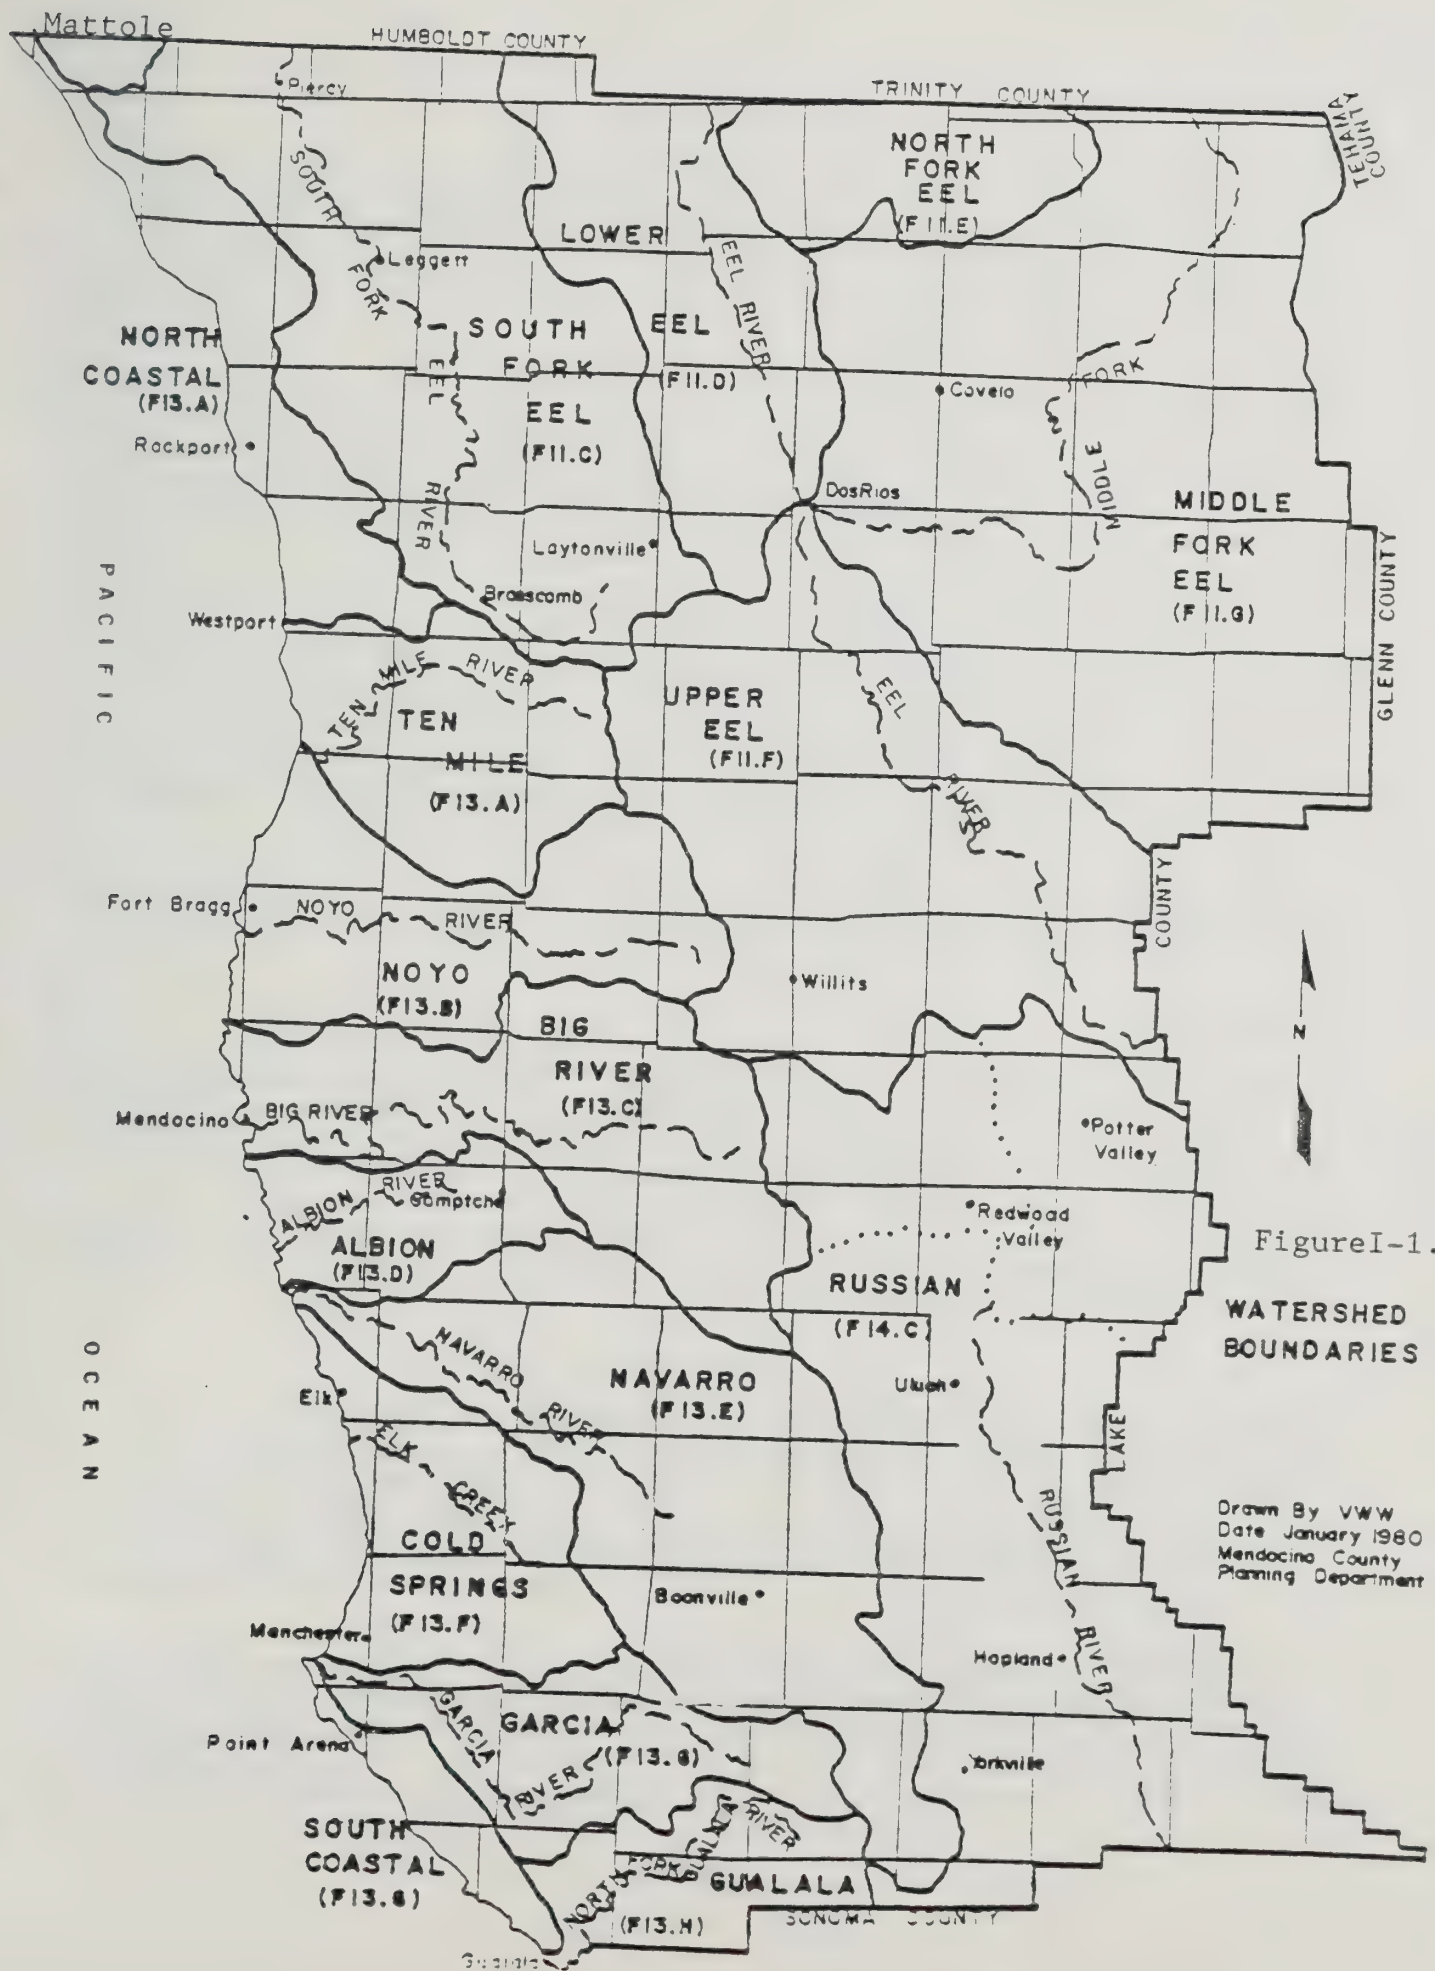 Mattole
HUMBOLDT COUNTY
TRINITY COUNTY
TEHAMA
COUNTY
Piercy
NORTH
FORK
EEL
(F11.E)
SOUTH
FORK
EEL
RIVER
Leggett
LOWER
EEL
(F11.D)
EEL RIVER
SOUTH
FORK
EEL
(F11.C)
NORTH
COASTAL
(F13.A)
Rockport
Covelo
FORK
MIDDLE
DosRios
MIDDLE
FORK
EEL
(F11.G)
GLENN COUNTY
Laytonville
Branscomb
Westport
PACIFIC
TEN MILE RIVER
TEN
MILE
(F13.A)
UPPER
EEL
(F11.F)
EEL
RIVER
COUNTY
Fort Bragg
NOYO RIVER
NOYO
(F13.B)
Willits
N
BIG
RIVER
(F13.C)
Mendocino
BIG RIVER
Potter
Valley
ALBION RIVER
Comptche
ALBION
(F13.D)
Redwood
Valley
FigureI-1.
WATERSHED
BOUNDARIES
RUSSIAN
(F14.C)
OCEAN
NAVARRO
RIVER
NAVARRO
(F13.E)
Ukiah
Elk
ELK
CREEK
LAKE
COLD
SPRINGS
(F13.F)
RUSSIAN
RIVER
Drawn By VWW
Date January 1980
Mendocino County
Planning Department
Boonville
Manchester
Hopland
GARCIA
RIVER
GARCIA
(F13.G)
Point Arena
Yorkville
SOUTH
COASTAL
(F13.G)
NORTH FORK GUALALA RIVER
GUALALA
(F13.H)
SONOMA COUNTY
Gualala